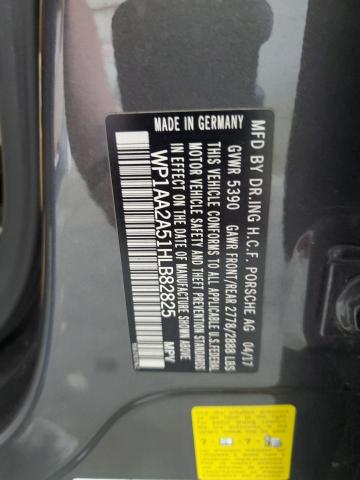 MFD BY DR.ING H.C.F. PORSCHE AG 04/17
GVWR 5390 GAWR FRONT/REAR 2778/2888 LBS
THIS VEHICLE CONFORMS TO ALL APPLICABLE U.S.FEDERAL
MOTOR VEHICLE SAFETY AND THEFT PREVENTION STANDARDS
IN EFFECT ON THE DATE OF MANUFACTURE SHOWN ABOVE.
WP1AA2A51HLB82825 MPV
MADE IN GERMANY